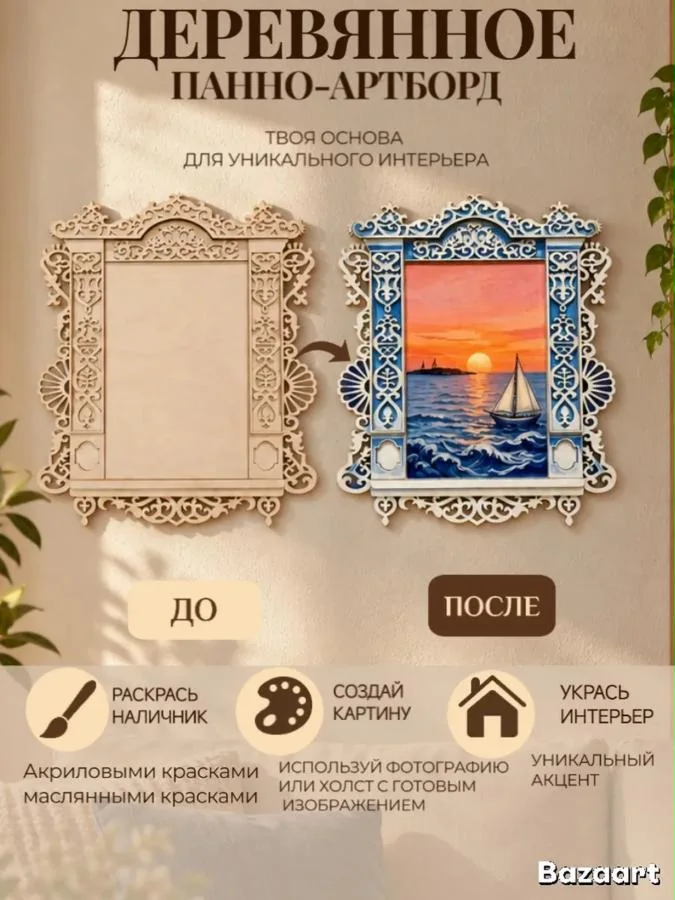 ДЕРЕВЯННОЕ
ПАННО-АРТБОРД
ТВОЯ ОСНОВА
ДЛЯ УНИКАЛЬНОГО ИНТЕРЬЕРА
ДО
ПОСЛЕ
РАСКРАСЬ
НАЛИЧНИК
Акриловыми красками
маслянными красками
СОЗДАЙ
КАРТИНУ
ИСПОЛЬЗУЙ ФОТОГРАФИЮ
ИЛИ ХОЛСТ С ГОТОВЫМ
ИЗОБРАЖЕНИЕМ
УКРАСЬ
ИНТЕРЬЕР
УНИКАЛЬНЫЙ
АКЦЕНТ
Bazaart